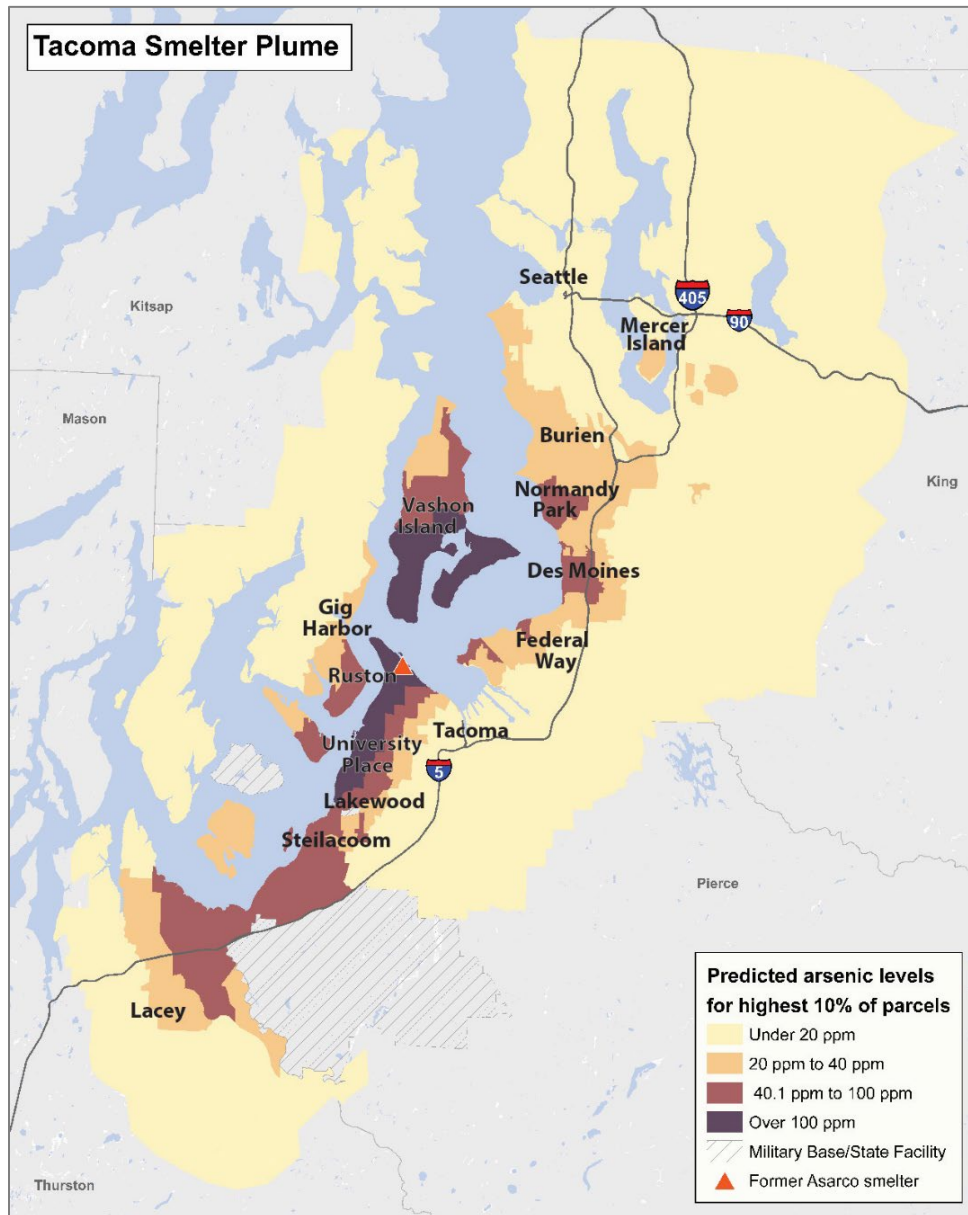 Tacoma Smelter Plume
Seattle
405
90
Kitsap
Mercer
Island
Mason
Burien
King
Normandy
Park
Vashon
Island
Des Moines
Gig
Harbor
Federal
Way
Ruston
Tacoma
University
Place
5
Lakewood
Steilacoom
Pierce
Lacey
Thurston
Predicted arsenic levels
for highest 10% of parcels
Under 20 ppm
20 ppm to 40 ppm
40.1 ppm to 100 ppm
Over 100 ppm
Military Base/State Facility
Former Asarco smelter